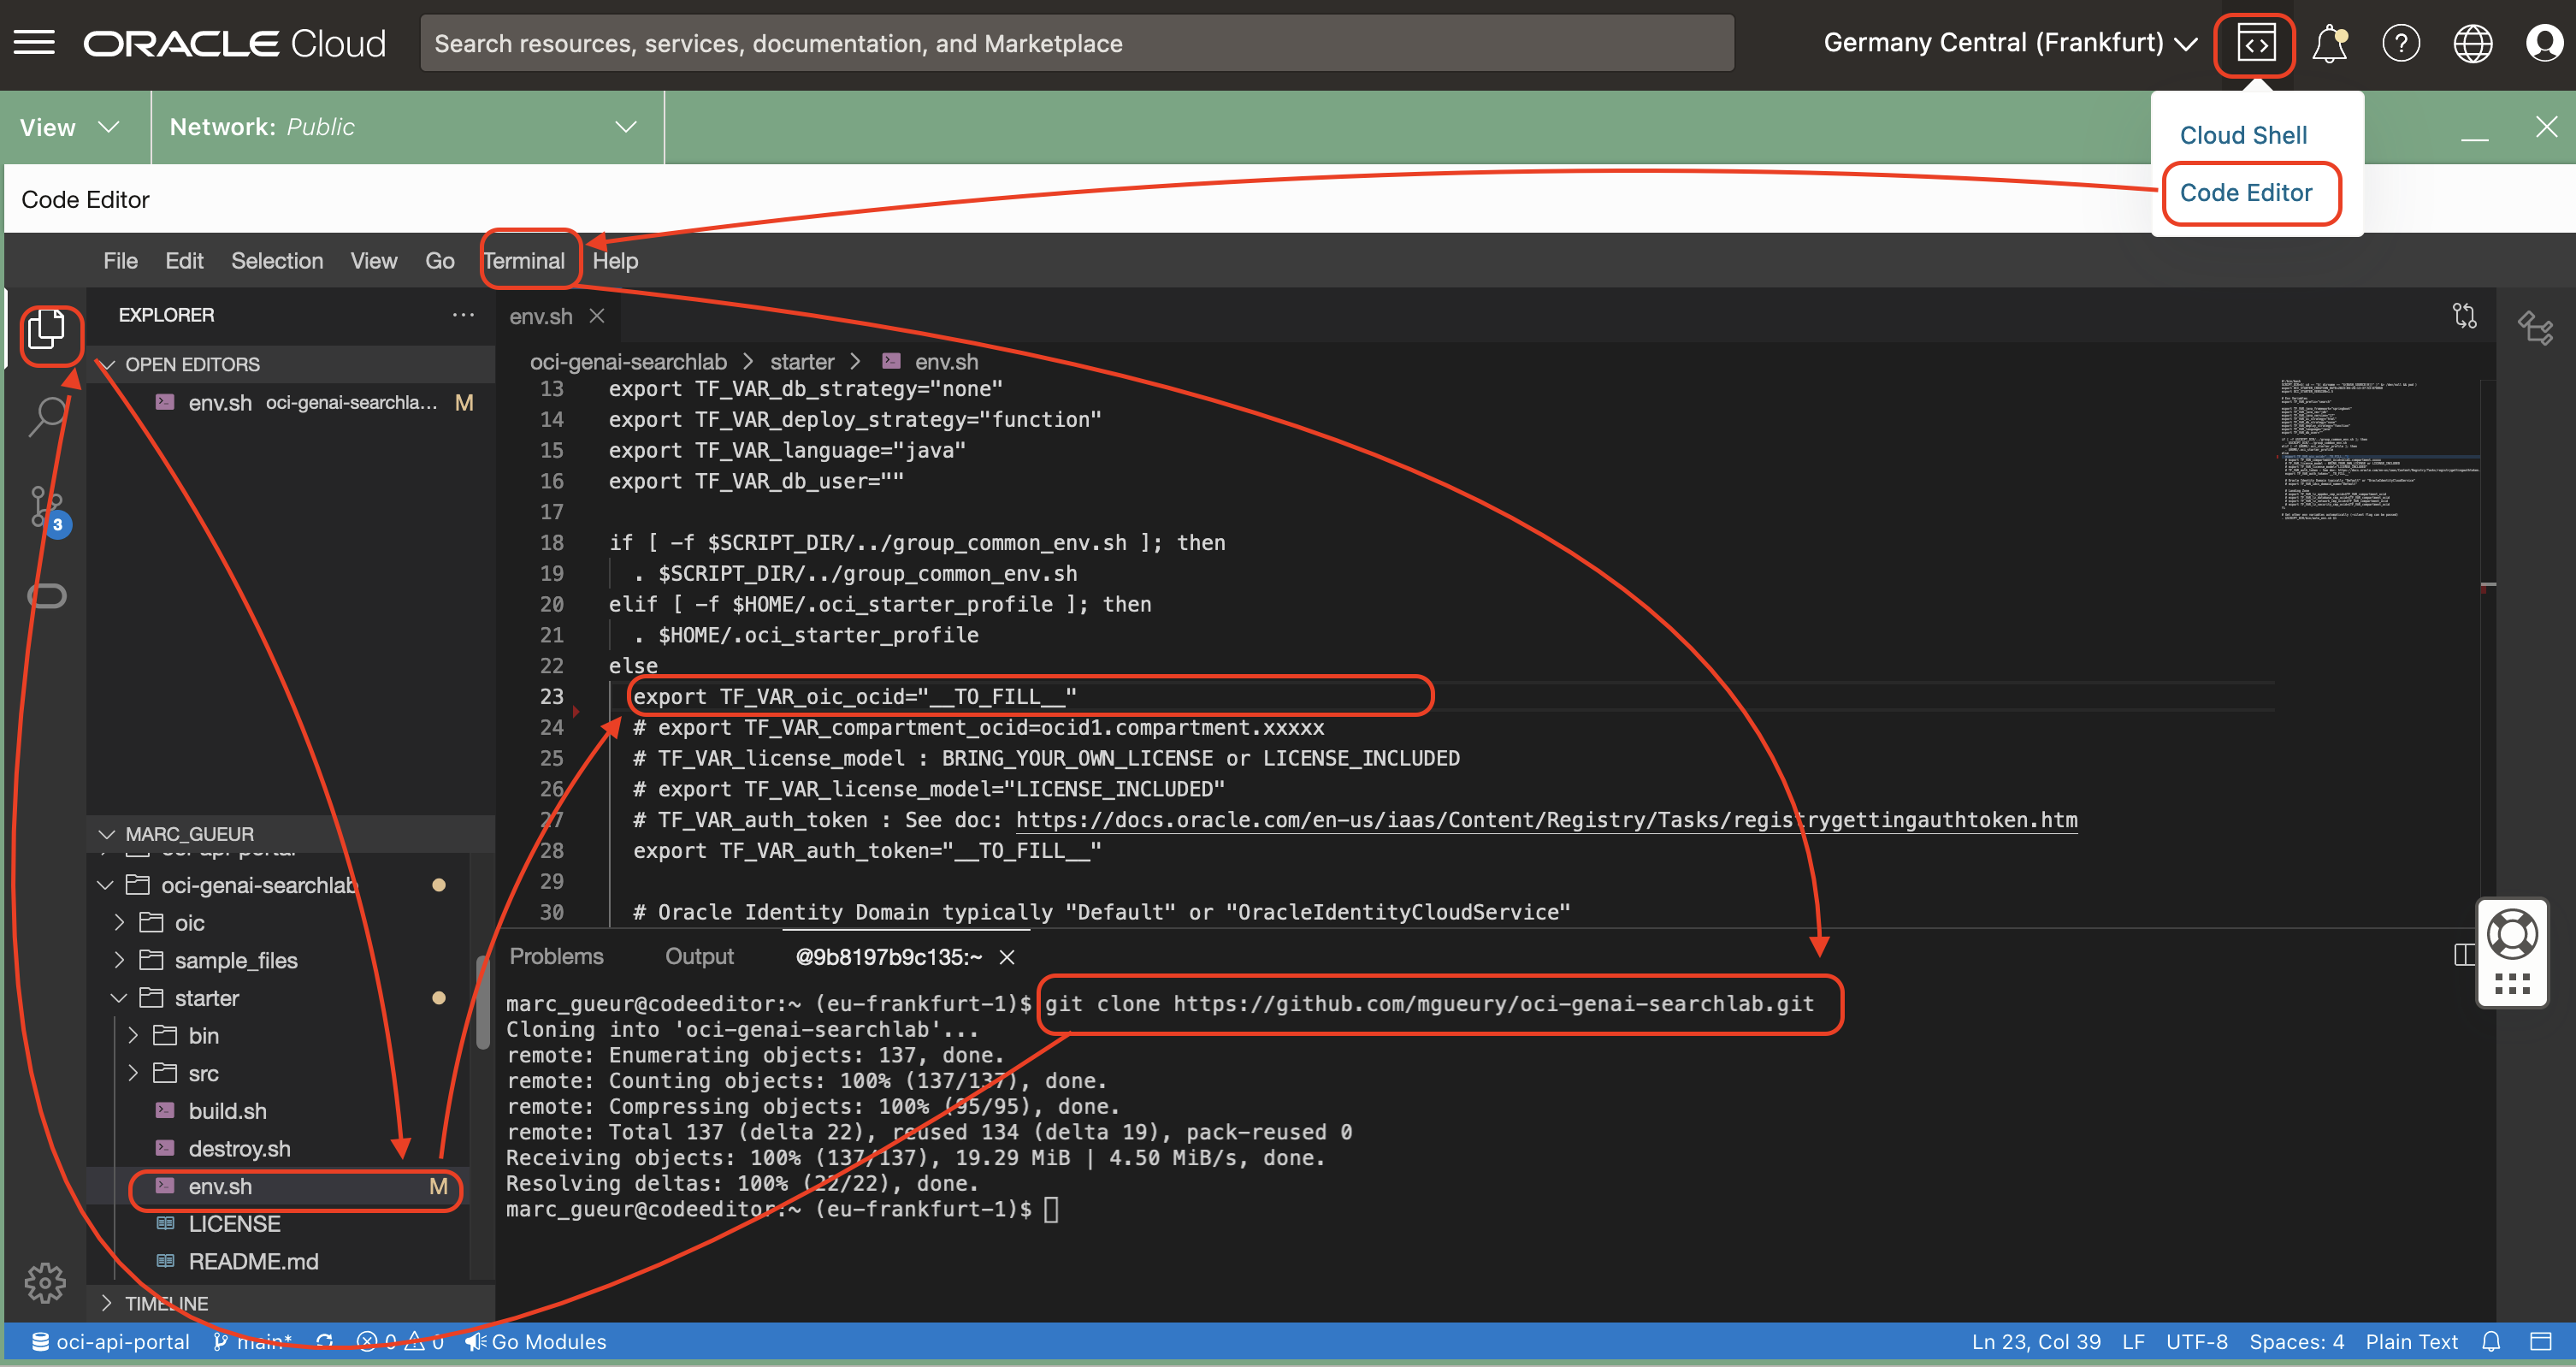 ORACLE Cloud
Search resources, services, documentation, and Marketplace
Germany Central (Frankfurt)
View
Network: Public
Cloud Shell
Code Editor
Code Editor
File Edit Selection View Go Terminal Help
EXPLORER
OPEN EDITORS
env.sh oci-genai-searchla... M
3
MARC_GUEUR
oci-api-portal
oci-genai-searchlab
oic
sample_files
starter
bin
src
build.sh
destroy.sh
env.sh M
LICENSE
README.md
TIMELINE
env.sh
oci-genai-searchlab > starter > env.sh
13 export TF_VAR_db_strategy="none"
14 export TF_VAR_deploy_strategy="function"
15 export TF_VAR_language="java"
16 export TF_VAR_db_user=""
17
18 if [ -f $SCRIPT_DIR/../group_common_env.sh ]; then
19 . $SCRIPT_DIR/../group_common_env.sh
20 elif [ -f $HOME/.oci_starter_profile ]; then
21 . $HOME/.oci_starter_profile
22 else
23 export TF_VAR_oic_ocid="__TO_FILL__"
24 # export TF_VAR_compartment_ocid=ocid1.compartment.xxxxx
25 # TF_VAR_license_model : BRING_YOUR_OWN_LICENSE or LICENSE_INCLUDED
26 # export TF_VAR_license_model="LICENSE_INCLUDED"
27 # TF_VAR_auth_token : See doc: https://docs.oracle.com/en-us/iaas/Content/Registry/Tasks/registrygettingauthtoken.htm
28 export TF_VAR_auth_token="__TO_FILL__"
29
30 # Oracle Identity Domain typically "Default" or "OracleIdentityCloudService"
Problems Output @9b8197b9c135:~
marc_gueur@codeeditor:~ (eu-frankfurt-1)$ git clone https://github.com/mgueury/oci-genai-searchlab.git
Cloning into 'oci-genai-searchlab'...
remote: Enumerating objects: 137, done.
remote: Counting objects: 100% (137/137), done.
remote: Compressing objects: 100% (95/95), done.
remote: Total 137 (delta 22), reused 134 (delta 19), pack-reused 0
Receiving objects: 100% (137/137), 19.29 MiB | 4.50 MiB/s, done.
Resolving deltas: 100% (22/22), done.
marc_gueur@codeeditor:~ (eu-frankfurt-1)$
oci-api-portal main* 0 0 Go Modules
Ln 23, Col 39 LF UTF-8 Spaces: 4 Plain Text